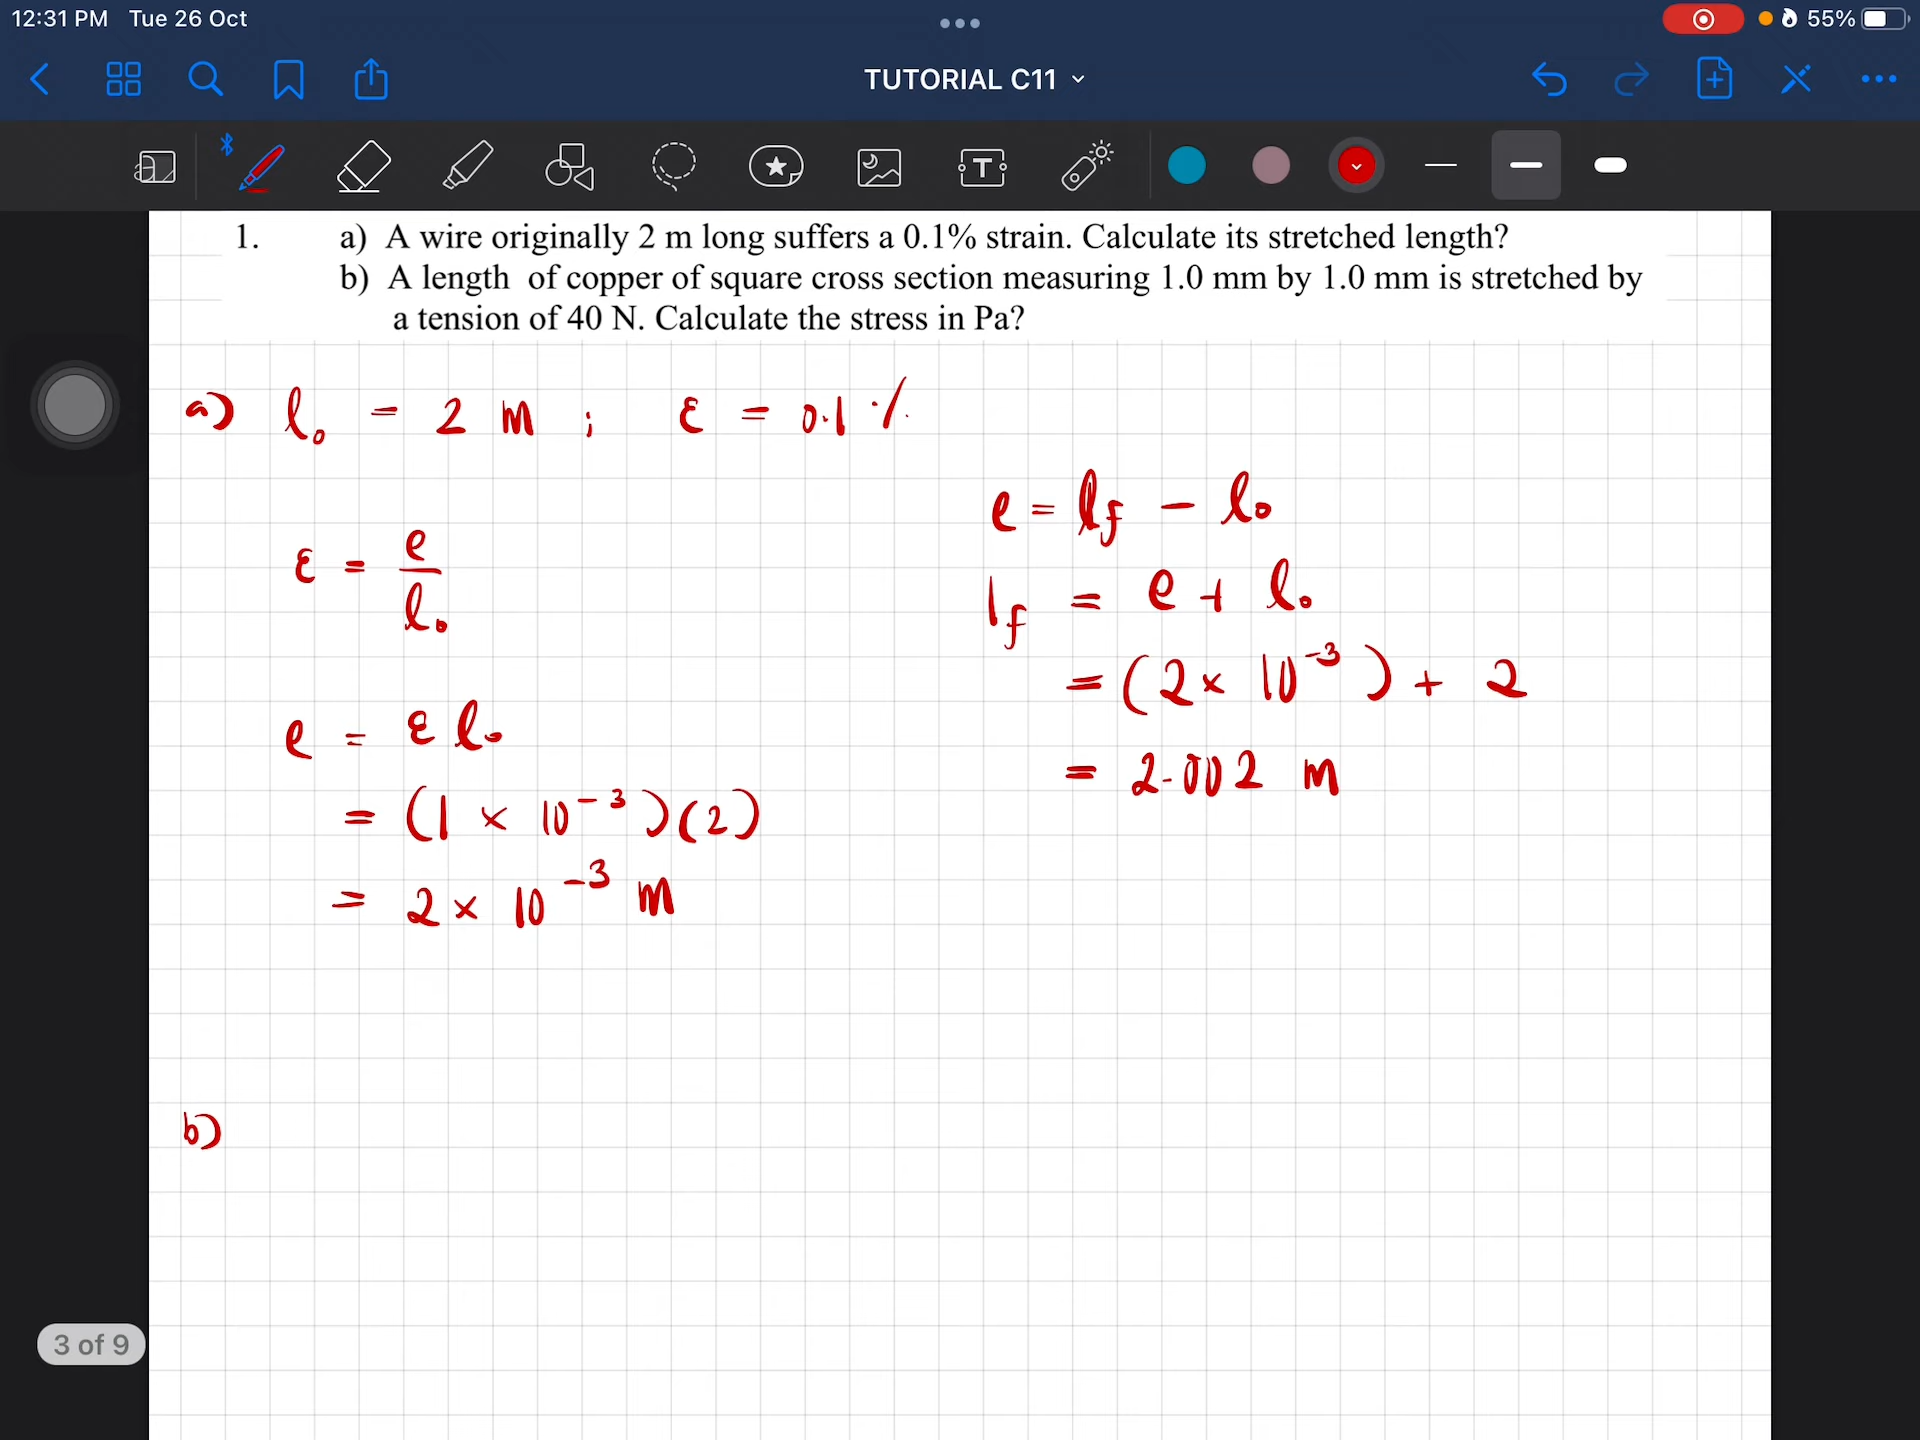 12:31 PM Tue 26 Oct
55%
TUTORIAL C11
T
1. a) A wire originally 2 m long suffers a 0.1% strain. Calculate its stretched length?
b) A length of copper of square cross section measuring 1.0 mm by 1.0 mm is stretched by
a tension of 40 N. Calculate the stress in Pa?
a) l₀ = 2 m ; ε = 0.1 %
ε = e / l₀
e = ε l₀
= (1 × 10⁻³)(2)
= 2 × 10⁻³ m
e = lf − l₀
lf = e + l₀
= (2 × 10⁻³) + 2
= 2.002 m
b)
3 of 9